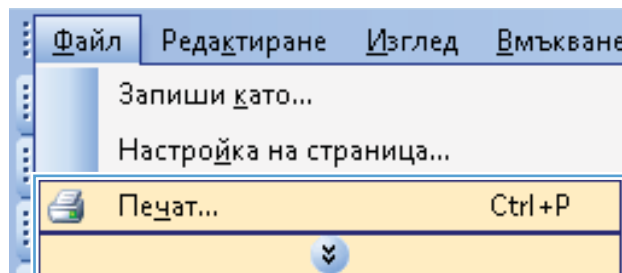 Файл Редактиране Изглед Вмъкване
Запиши като...
Настройка на страница...
Печат... Ctrl+P